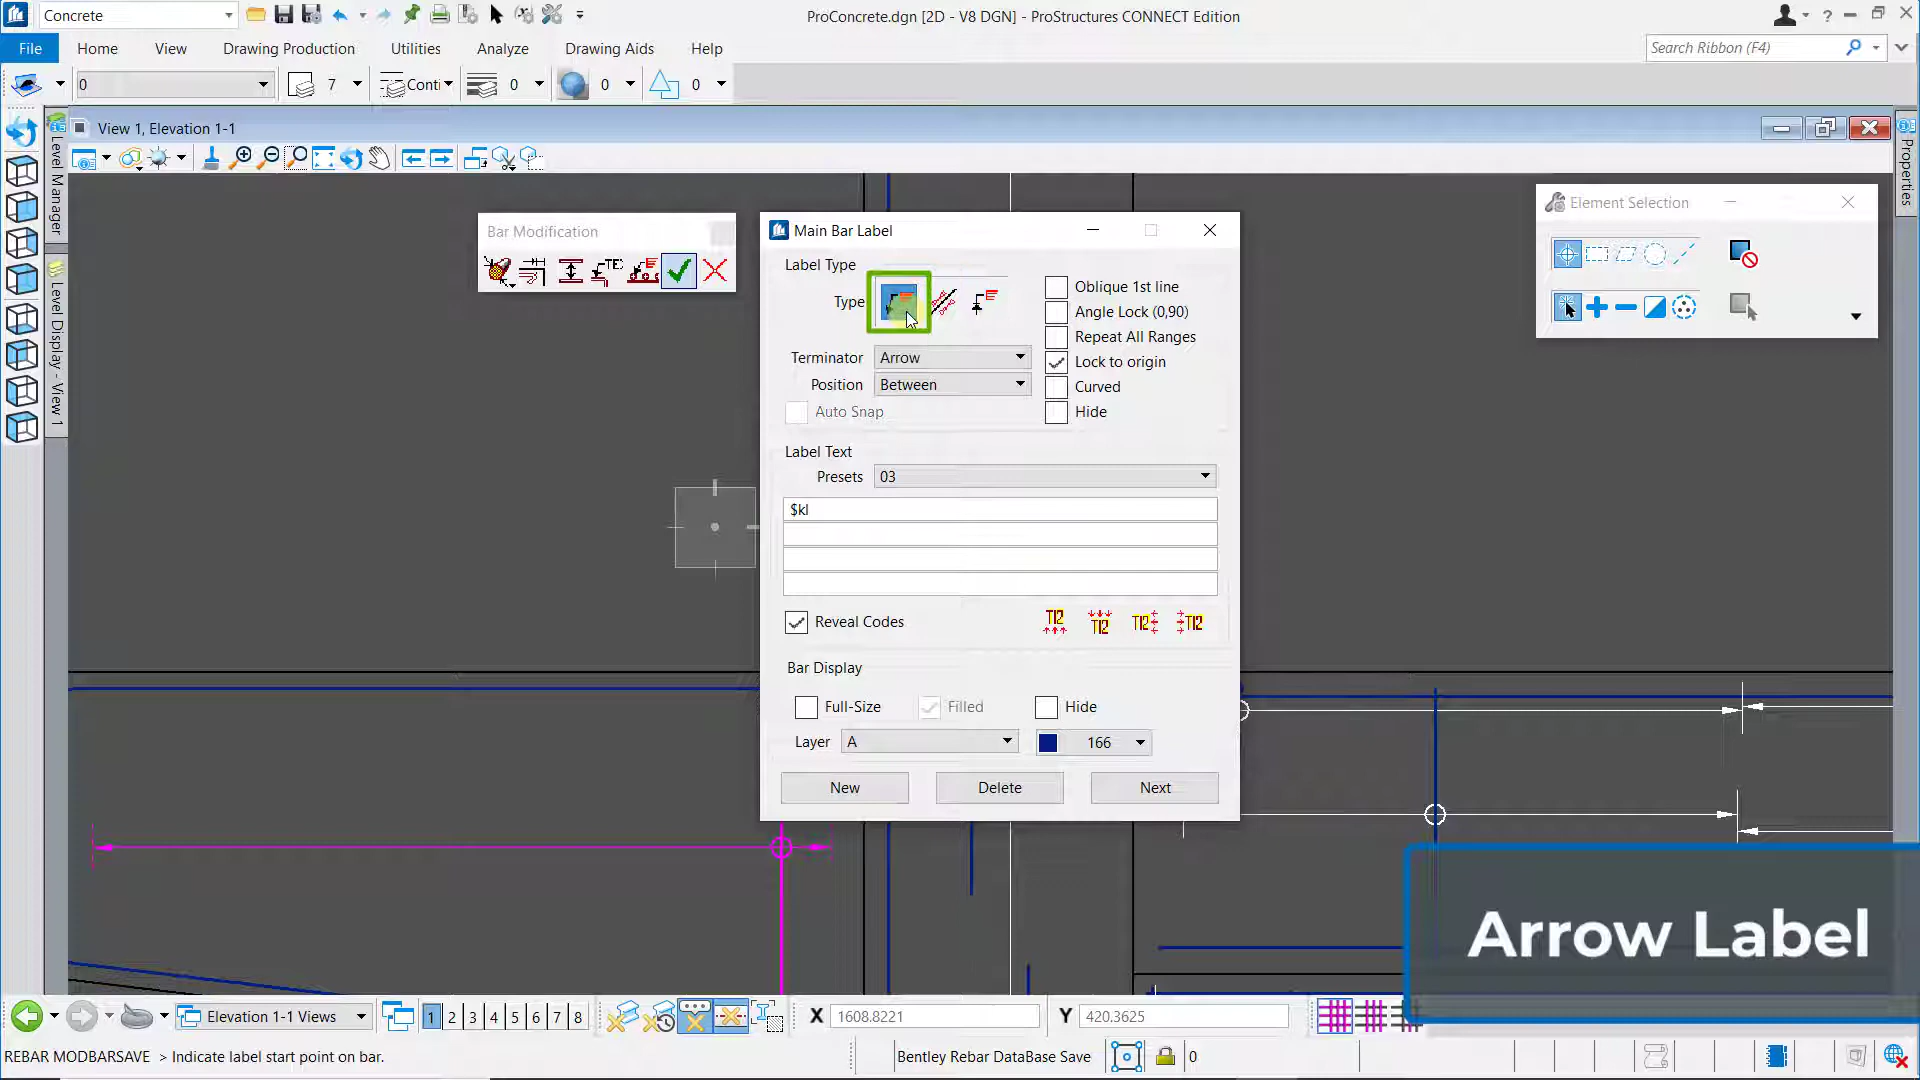 Concrete
ProConcrete.dgn [2D - V8 DGN] - ProStructures CONNECT Edition
File Home View Drawing Production Utilities Analyze Drawing Aids Help
Search Ribbon (F4)
0 7 Conti 0 0 0
View 1, Elevation 1-1
Level Manager
Level Display - View 1
Properties
Bar Modification
Main Bar Label
Element Selection
Label Type
Type
Oblique 1st line
Angle Lock (0,90)
Repeat All Ranges
Terminator Arrow
Lock to origin
Position Between
Curved
Auto Snap
Hide
Label Text
Presets 03
$kl
Reveal Codes
T12 T12 T12 T12
Bar Display
Full-Size Filled Hide
Layer A 166
New Delete Next
Arrow Label
Elevation 1-1 Views 1 2 3 4 5 6 7 8 X 1608.8221 Y 420.3625
REBAR MODBARSAVE > Indicate label start point on bar. Bentley Rebar DataBase Save 0